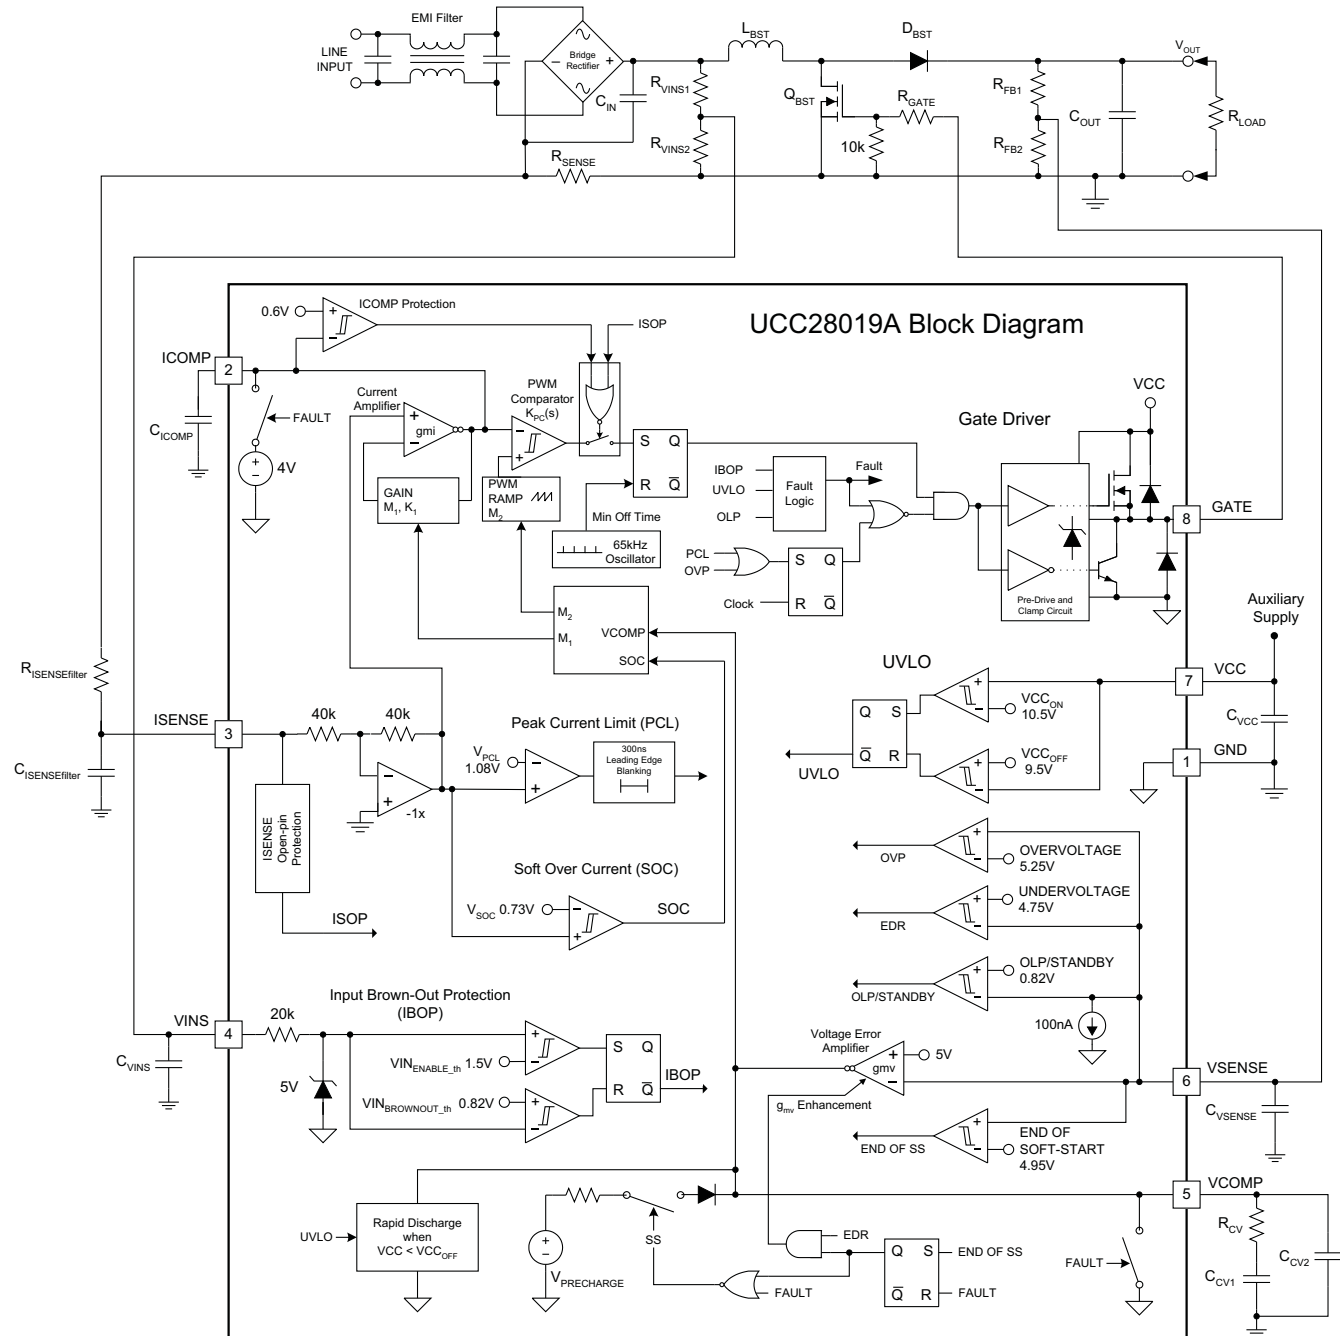 EMI Filter
LINE
INPUT
Bridge
Rectifier
− +
C_IN
R_VINS1
R_VINS2
L_BST
D_BST
Q_BST
R_GATE
10k
R_FB1
R_FB2
C_OUT
V_OUT
R_LOAD
R_SENSE
UCC28019A Block Diagram
0.6V
ICOMP Protection
ISOP
ICOMP
2
C_ICOMP
FAULT
4V
Current
Amplifier
gmi
GAIN
M1, K1
PWM
Comparator
K_PC(s)
PWM
RAMP
M2
S Q
R Q̅
Min Off Time
65kHz
Oscillator
IBOP
UVLO
OLP
Fault
Logic
Fault
PCL
OVP
Clock
S Q
R Q̅
Gate Driver
VCC
Pre-Drive and
Clamp Circuit
8
GATE
M2
M1
VCOMP
SOC
Auxiliary
Supply
R_ISENSEfilter
ISENSE
3
C_ISENSEfilter
40k
40k
-1x
ISENSE
Open-pin
Protection
ISOP
Peak Current Limit (PCL)
V_PCL
1.08V
300ns
Leading Edge
Blanking
Soft Over Current (SOC)
V_SOC 0.73V
SOC
UVLO
Q S
Q̅ R
UVLO
VCC_ON
10.5V
VCC_OFF
9.5V
7
VCC
C_VCC
1
GND
OVP
OVERVOLTAGE
5.25V
EDR
UNDERVOLTAGE
4.75V
OLP/STANDBY
OLP/STANDBY
0.82V
100nA
Input Brown-Out Protection
(IBOP)
VINS
4
C_VINS
20k
5V
VIN_ENABLE_th 1.5V
VIN_BROWNOUT_th 0.82V
S Q
R Q̅
IBOP
Voltage Error
Amplifier
gmv
5V
g_mv Enhancement
6
VSENSE
C_VSENSE
END OF SS
END OF
SOFT-START
4.95V
5
VCOMP
R_CV
C_CV1
C_CV2
UVLO
Rapid Discharge
when
VCC < VCC_OFF
V_PRECHARGE
SS
EDR
FAULT
Q S
Q̅ R
END OF SS
FAULT
FAULT